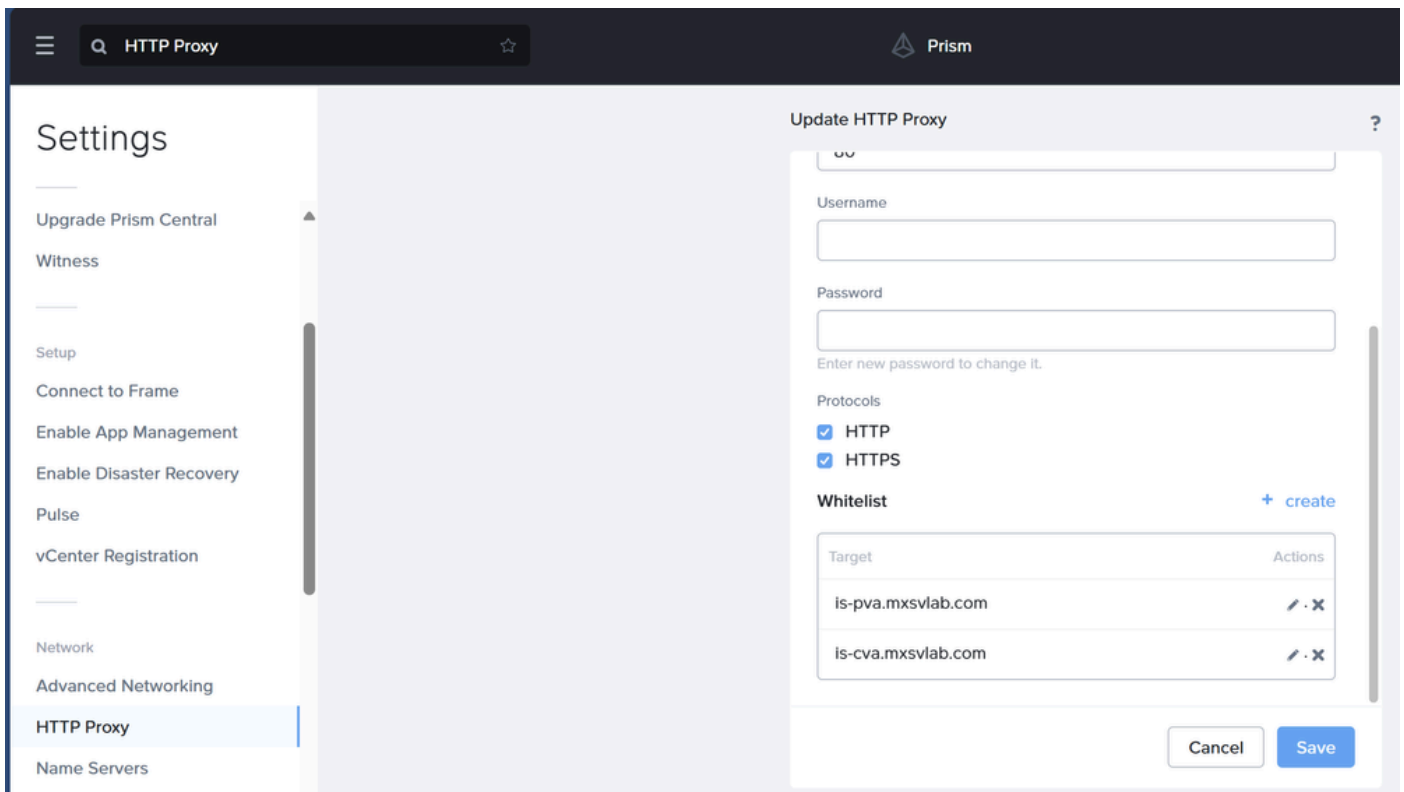 HTTP Proxy
Prism
Settings
Upgrade Prism Central
Witness
Setup
Connect to Frame
Enable App Management
Enable Disaster Recovery
Pulse
vCenter Registration
Network
Advanced Networking
HTTP Proxy
Name Servers
Update HTTP Proxy
?
80
Username
Password
Enter new password to change it.
Protocols
HTTP
HTTPS
Whitelist + create
Target Actions
is-pva.mxsvlab.com
is-cva.mxsvlab.com
Cancel Save